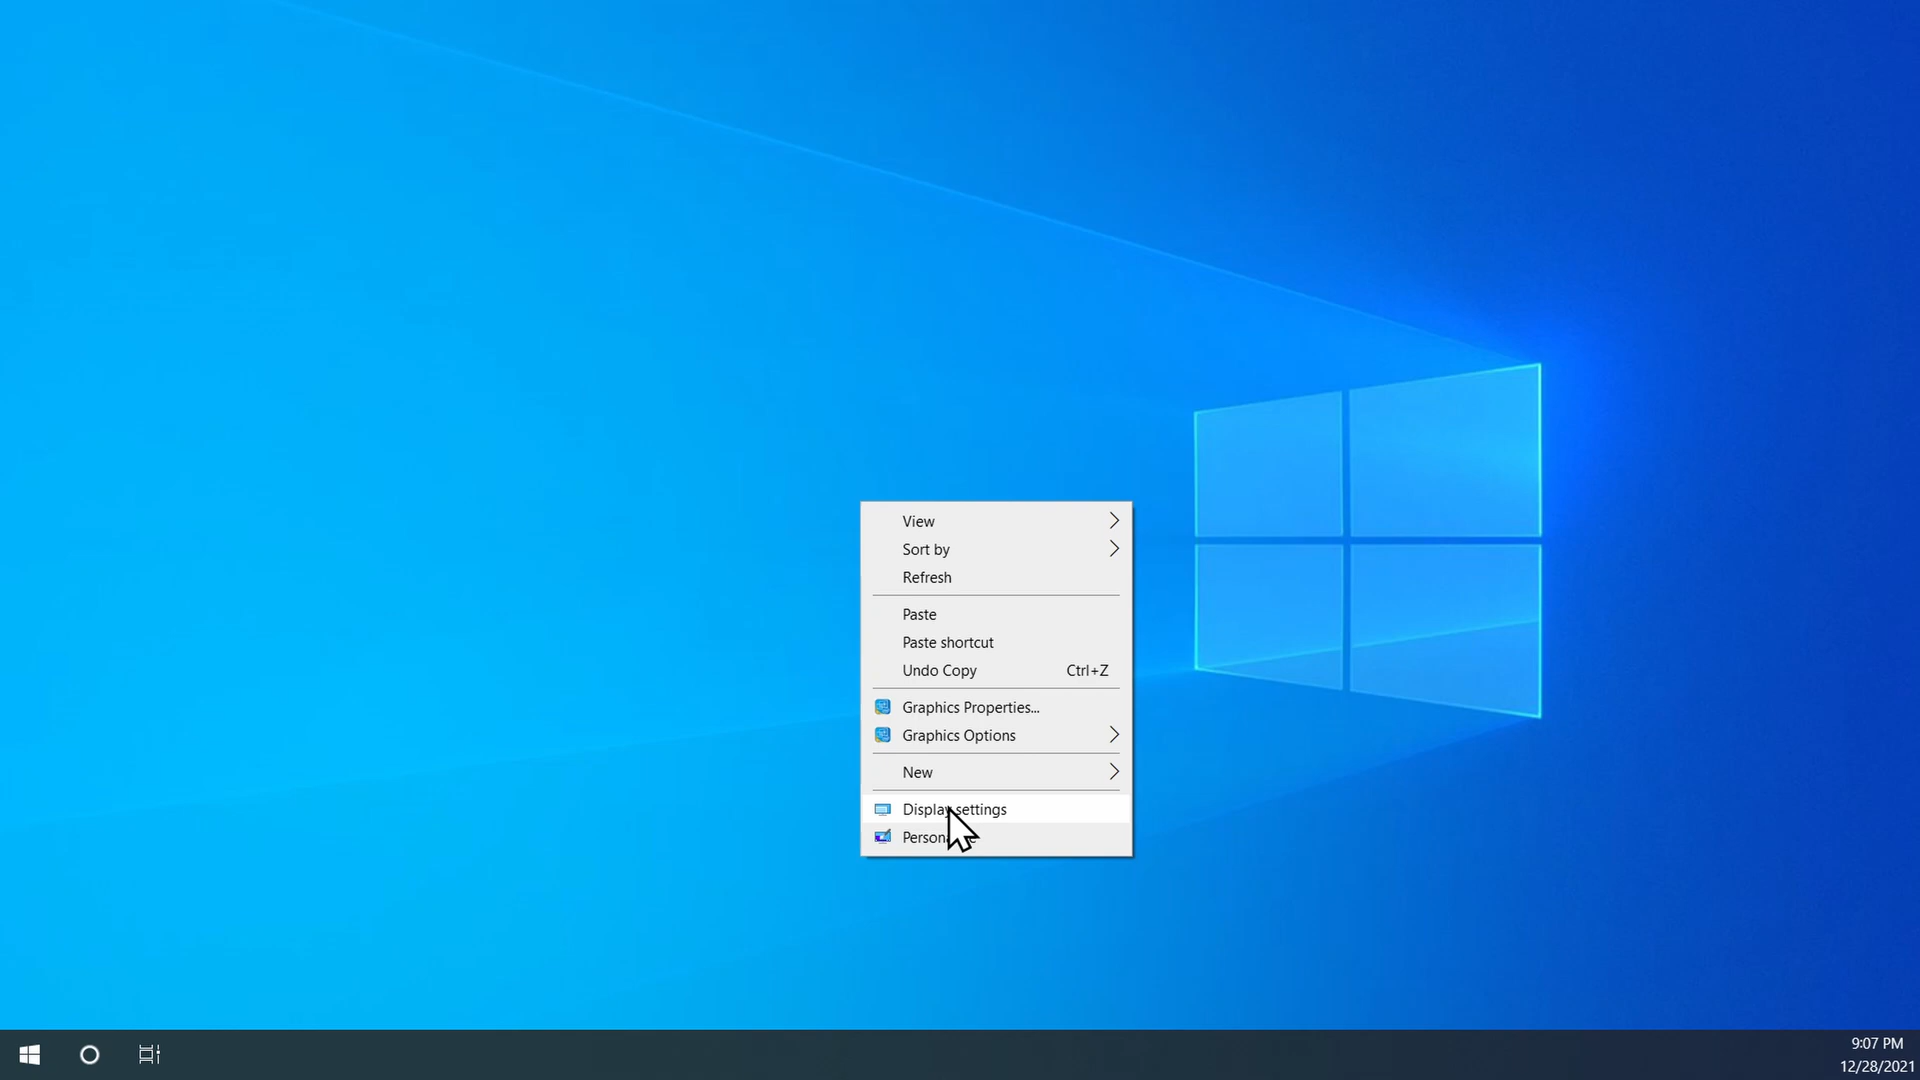 View
Sort by
Refresh
Paste
Paste shortcut
Undo Copy Ctrl+Z
Graphics Properties...
Graphics Options
New
Display settings
9:07 PM
12/28/2021